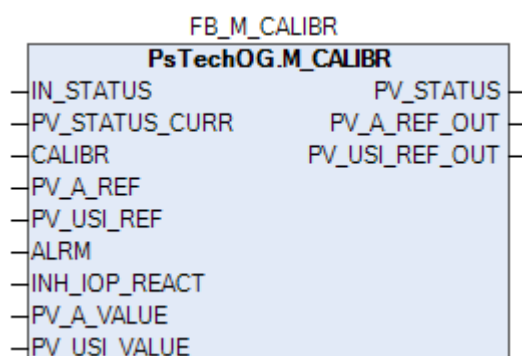 FB_M_CALIBR
PsTechOG.M_CALIBR
IN_STATUS PV_STATUS
PV_STATUS_CURR PV_A_REF_OUT
CALIBR PV_USI_REF_OUT
PV_A_REF
PV_USI_REF
ALRM
INH_IOP_REACT
PV_A_VALUE
PV_USI_VALUE